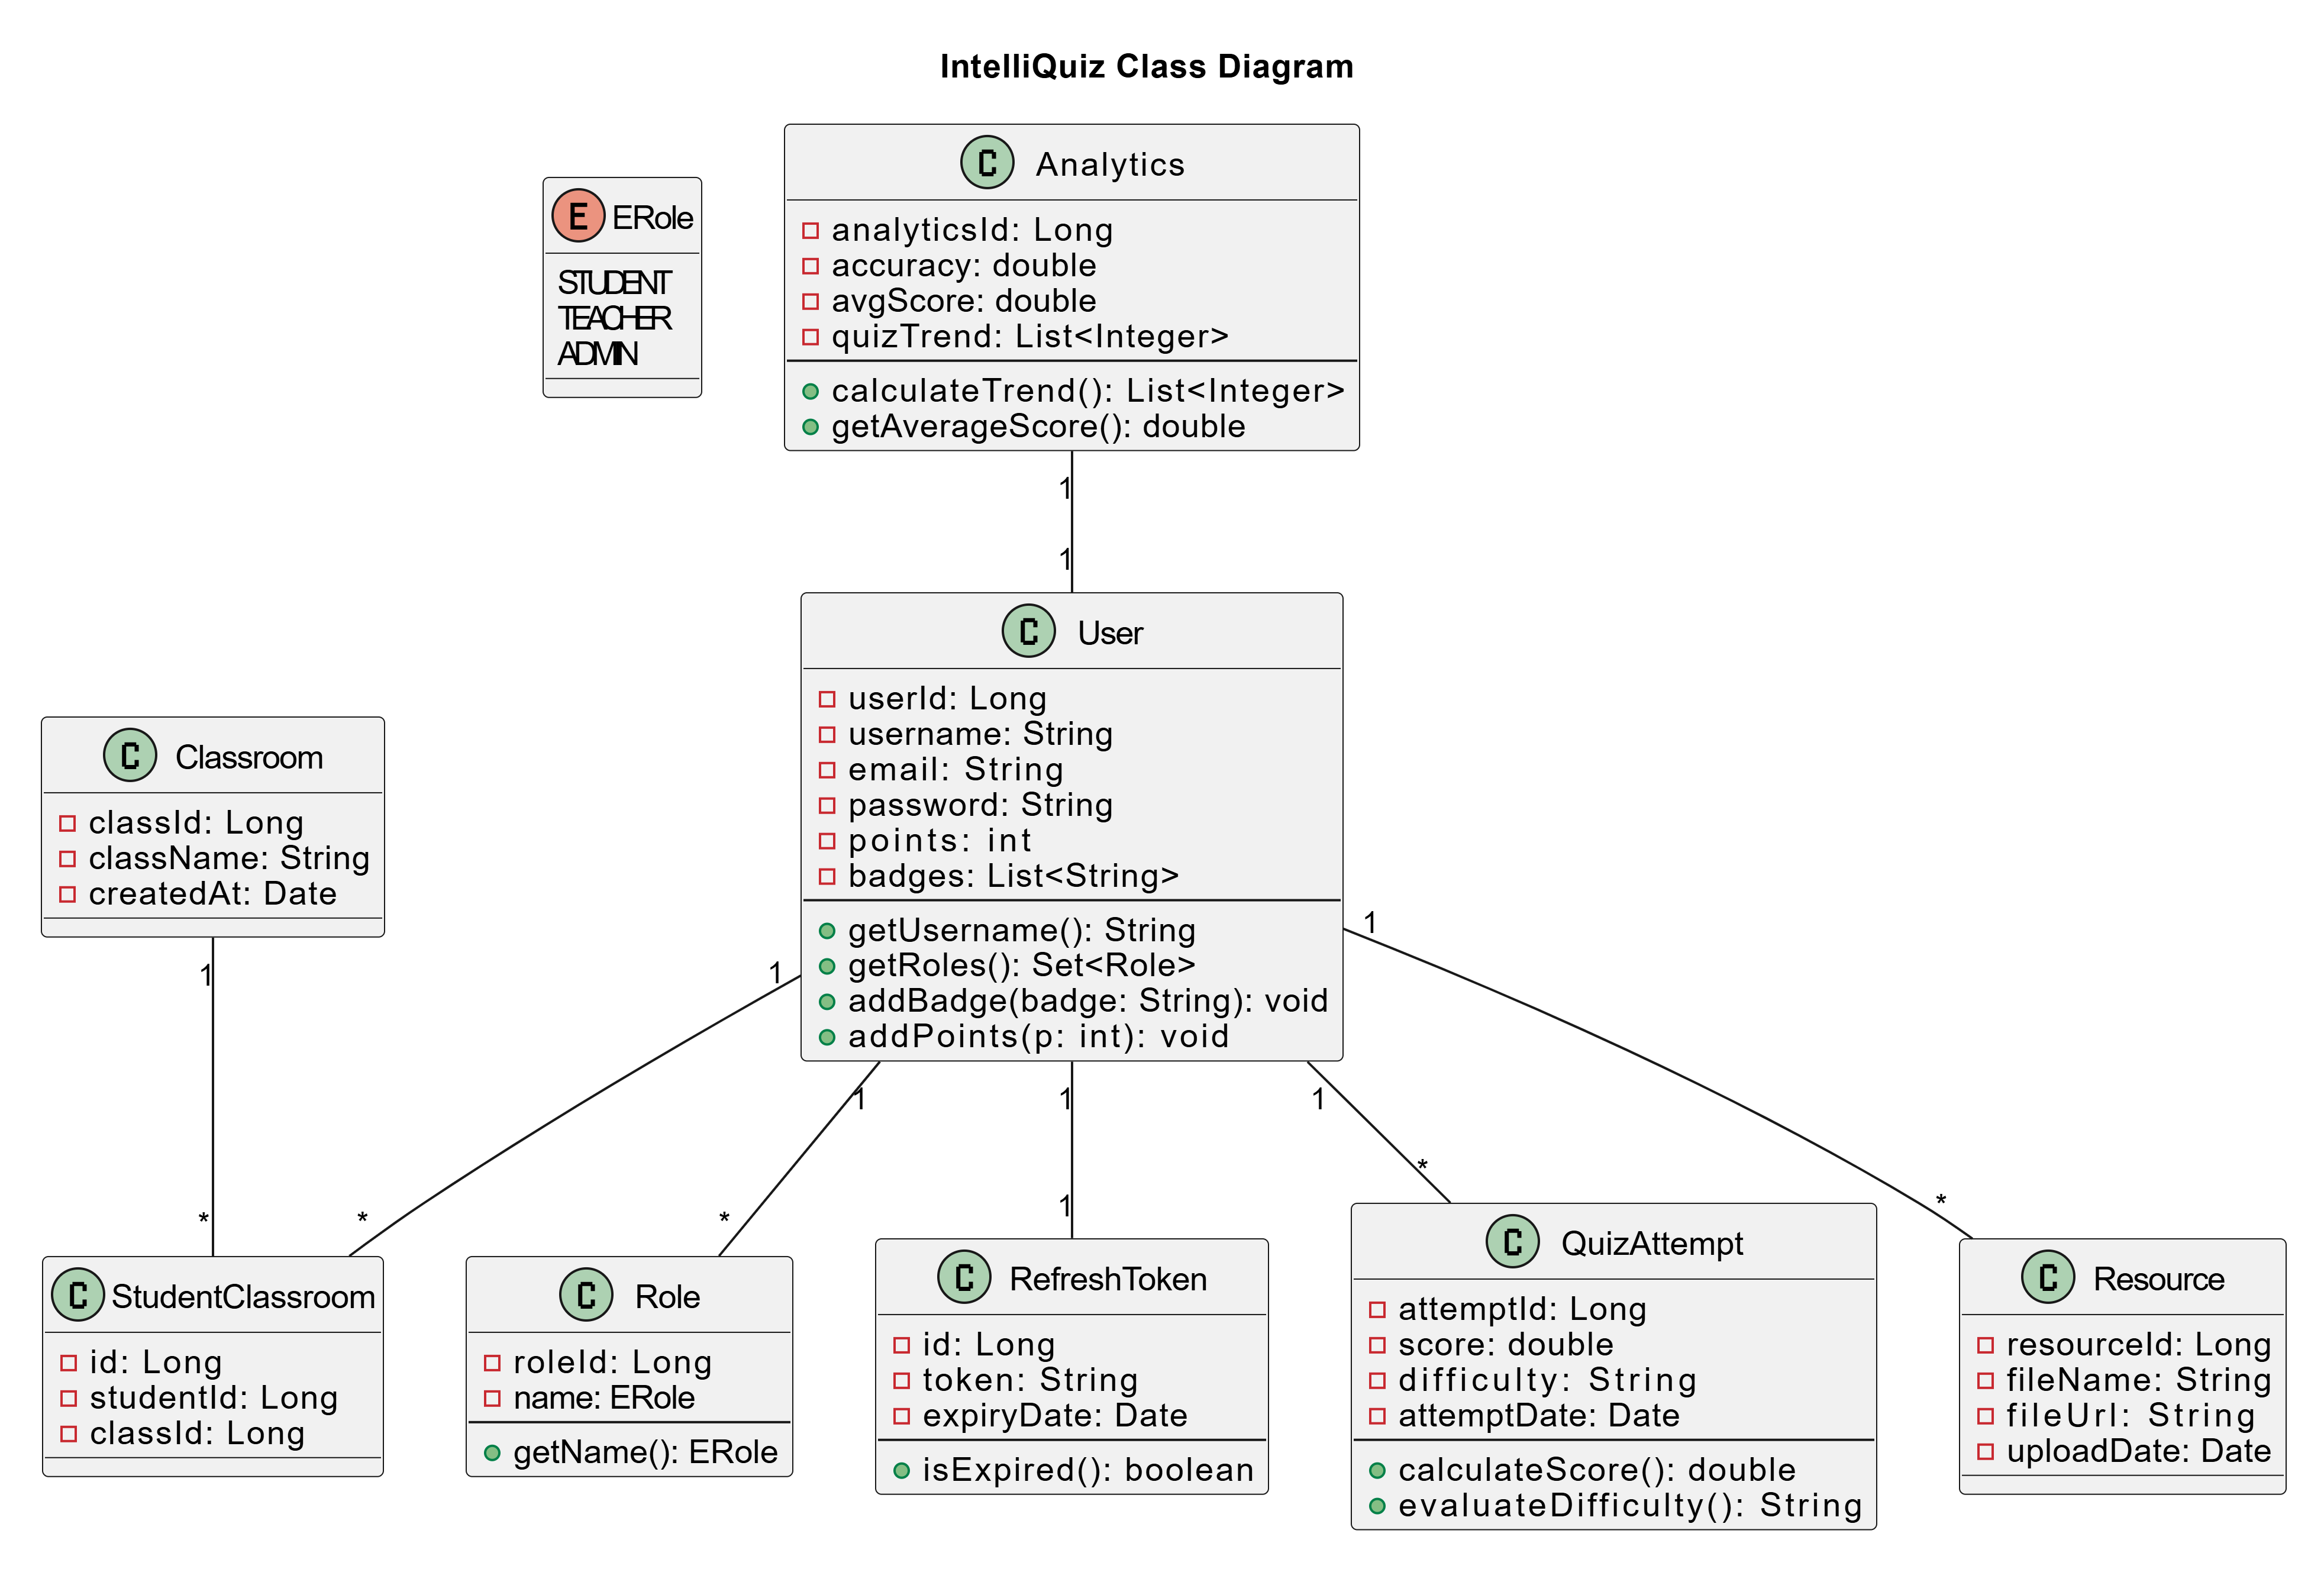 IntelliQuiz Class Diagram
C Analytics
analyticsId: Long
accuracy: double
avgScore: double
quizTrend: List<Integer>
calculateTrend(): List<Integer>
getAverageScore(): double
E ERole
STUDENT
TEACHER
ADMIN
1
1
C User
userId: Long
username: String
email: String
password: String
points: int
badges: List<String>
getUsername(): String
getRoles(): Set<Role>
addBadge(badge: String): void
addPoints(p: int): void
C Classroom
classId: Long
className: String
createdAt: Date
1
*
1
*
1
*
1
1
1
*
1
*
C StudentClassroom
id: Long
studentId: Long
classId: Long
C Role
roleId: Long
name: ERole
getName(): ERole
C RefreshToken
id: Long
token: String
expiryDate: Date
isExpired(): boolean
C QuizAttempt
attemptId: Long
score: double
difficulty: String
attemptDate: Date
calculateScore(): double
evaluateDifficulty(): String
C Resource
resourceId: Long
fileName: String
fileUrl: String
uploadDate: Date